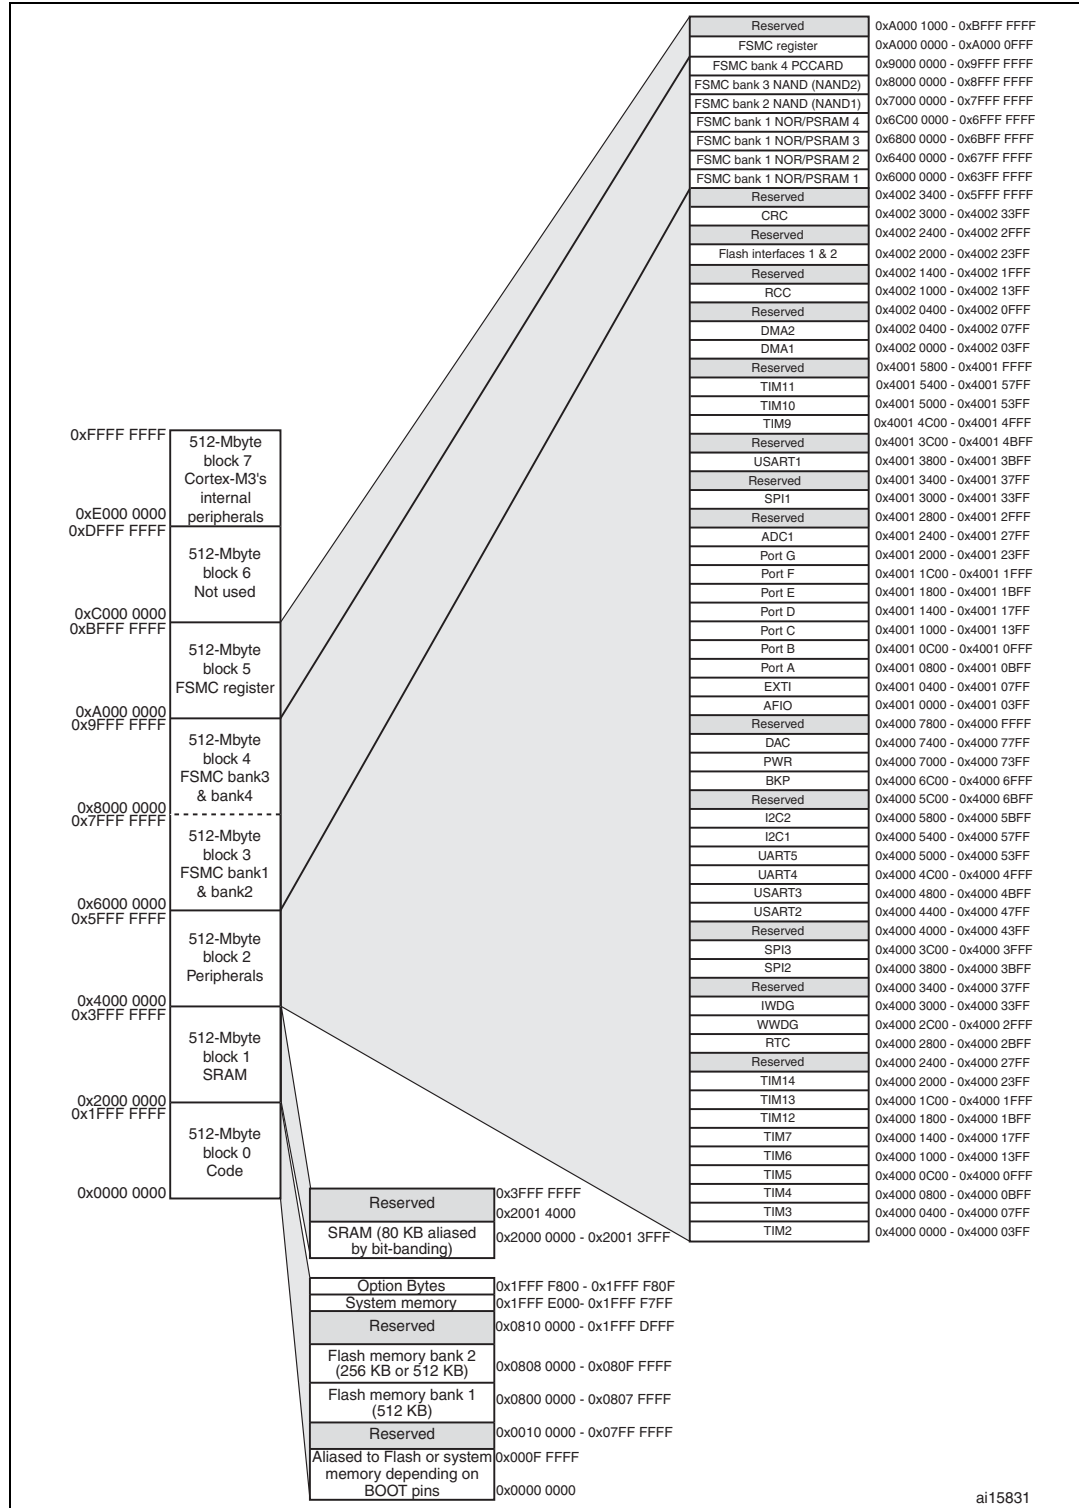 Reserved 0xA000 1000 - 0xBFFF FFFF
FSMC register 0xA000 0000 - 0xA000 0FFF
FSMC bank 4 PCCARD 0x9000 0000 - 0x9FFF FFFF
FSMC bank 3 NAND (NAND2) 0x8000 0000 - 0x8FFF FFFF
FSMC bank 2 NAND (NAND1) 0x7000 0000 - 0x7FFF FFFF
FSMC bank 1 NOR/PSRAM 4 0x6C00 0000 - 0x6FFF FFFF
FSMC bank 1 NOR/PSRAM 3 0x6800 0000 - 0x6BFF FFFF
FSMC bank 1 NOR/PSRAM 2 0x6400 0000 - 0x67FF FFFF
FSMC bank 1 NOR/PSRAM 1 0x6000 0000 - 0x63FF FFFF
Reserved 0x4002 3400 - 0x5FFF FFFF
CRC 0x4002 3000 - 0x4002 33FF
Reserved 0x4002 2400 - 0x4002 2FFF
Flash interfaces 1 & 2 0x4002 2000 - 0x4002 23FF
Reserved 0x4002 1400 - 0x4002 1FFF
RCC 0x4002 1000 - 0x4002 13FF
Reserved 0x4002 0400 - 0x4002 0FFF
DMA2 0x4002 0400 - 0x4002 07FF
DMA1 0x4002 0000 - 0x4002 03FF
Reserved 0x4001 5800 - 0x4001 FFFF
TIM11 0x4001 5400 - 0x4001 57FF
TIM10 0x4001 5000 - 0x4001 53FF
TIM9 0x4001 4C00 - 0x4001 4FFF
Reserved 0x4001 3C00 - 0x4001 4BFF
USART1 0x4001 3800 - 0x4001 3BFF
Reserved 0x4001 3400 - 0x4001 37FF
SPI1 0x4001 3000 - 0x4001 33FF
Reserved 0x4001 2800 - 0x4001 2FFF
ADC1 0x4001 2400 - 0x4001 27FF
Port G 0x4001 2000 - 0x4001 23FF
Port F 0x4001 1C00 - 0x4001 1FFF
Port E 0x4001 1800 - 0x4001 1BFF
Port D 0x4001 1400 - 0x4001 17FF
Port C 0x4001 1000 - 0x4001 13FF
Port B 0x4001 0C00 - 0x4001 0FFF
Port A 0x4001 0800 - 0x4001 0BFF
EXTI 0x4001 0400 - 0x4001 07FF
AFIO 0x4001 0000 - 0x4001 03FF
Reserved 0x4000 7800 - 0x4000 FFFF
DAC 0x4000 7400 - 0x4000 77FF
PWR 0x4000 7000 - 0x4000 73FF
BKP 0x4000 6C00 - 0x4000 6FFF
Reserved 0x4000 5C00 - 0x4000 6BFF
I2C2 0x4000 5800 - 0x4000 5BFF
I2C1 0x4000 5400 - 0x4000 57FF
UART5 0x4000 5000 - 0x4000 53FF
UART4 0x4000 4C00 - 0x4000 4FFF
USART3 0x4000 4800 - 0x4000 4BFF
USART2 0x4000 4400 - 0x4000 47FF
Reserved 0x4000 4000 - 0x4000 43FF
SPI3 0x4000 3C00 - 0x4000 3FFF
SPI2 0x4000 3800 - 0x4000 3BFF
Reserved 0x4000 3400 - 0x4000 37FF
IWDG 0x4000 3000 - 0x4000 33FF
WWDG 0x4000 2C00 - 0x4000 2FFF
RTC 0x4000 2800 - 0x4000 2BFF
Reserved 0x4000 2400 - 0x4000 27FF
TIM14 0x4000 2000 - 0x4000 23FF
TIM13 0x4000 1C00 - 0x4000 1FFF
TIM12 0x4000 1800 - 0x4000 1BFF
TIM7 0x4000 1400 - 0x4000 17FF
TIM6 0x4000 1000 - 0x4000 13FF
TIM5 0x4000 0C00 - 0x4000 0FFF
TIM4 0x4000 0800 - 0x4000 0BFF
TIM3 0x4000 0400 - 0x4000 07FF
TIM2 0x4000 0000 - 0x4000 03FF
0xFFFF FFFF
512-Mbyte
block 7
Cortex-M3's
internal
peripherals
0xE000 0000
0xDFFF FFFF
512-Mbyte
block 6
Not used
0xC000 0000
0xBFFF FFFF
512-Mbyte
block 5
FSMC register
0xA000 0000
0x9FFF FFFF
512-Mbyte
block 4
FSMC bank3
& bank4
0x8000 0000
0x7FFF FFFF
512-Mbyte
block 3
FSMC bank1
& bank2
0x6000 0000
0x5FFF FFFF
512-Mbyte
block 2
Peripherals
0x4000 0000
0x3FFF FFFF
512-Mbyte
block 1
SRAM
0x2000 0000
0x1FFF FFFF
512-Mbyte
block 0
Code
0x0000 0000
0x3FFF FFFF
Reserved
0x2001 4000
SRAM (80 KB aliased
by bit-banding)
0x2000 0000 - 0x2001 3FFF
Option Bytes 0x1FFF F800 - 0x1FFF F80F
System memory 0x1FFF E000- 0x1FFF F7FF
Reserved 0x0810 0000 - 0x1FFF DFFF
Flash memory bank 2
(256 KB or 512 KB)
0x0808 0000 - 0x080F FFFF
Flash memory bank 1
(512 KB)
0x0800 0000 - 0x0807 FFFF
Reserved 0x0010 0000 - 0x07FF FFFF
Aliased to Flash or system 0x000F FFFF
memory depending on
BOOT pins 0x0000 0000
ai15831